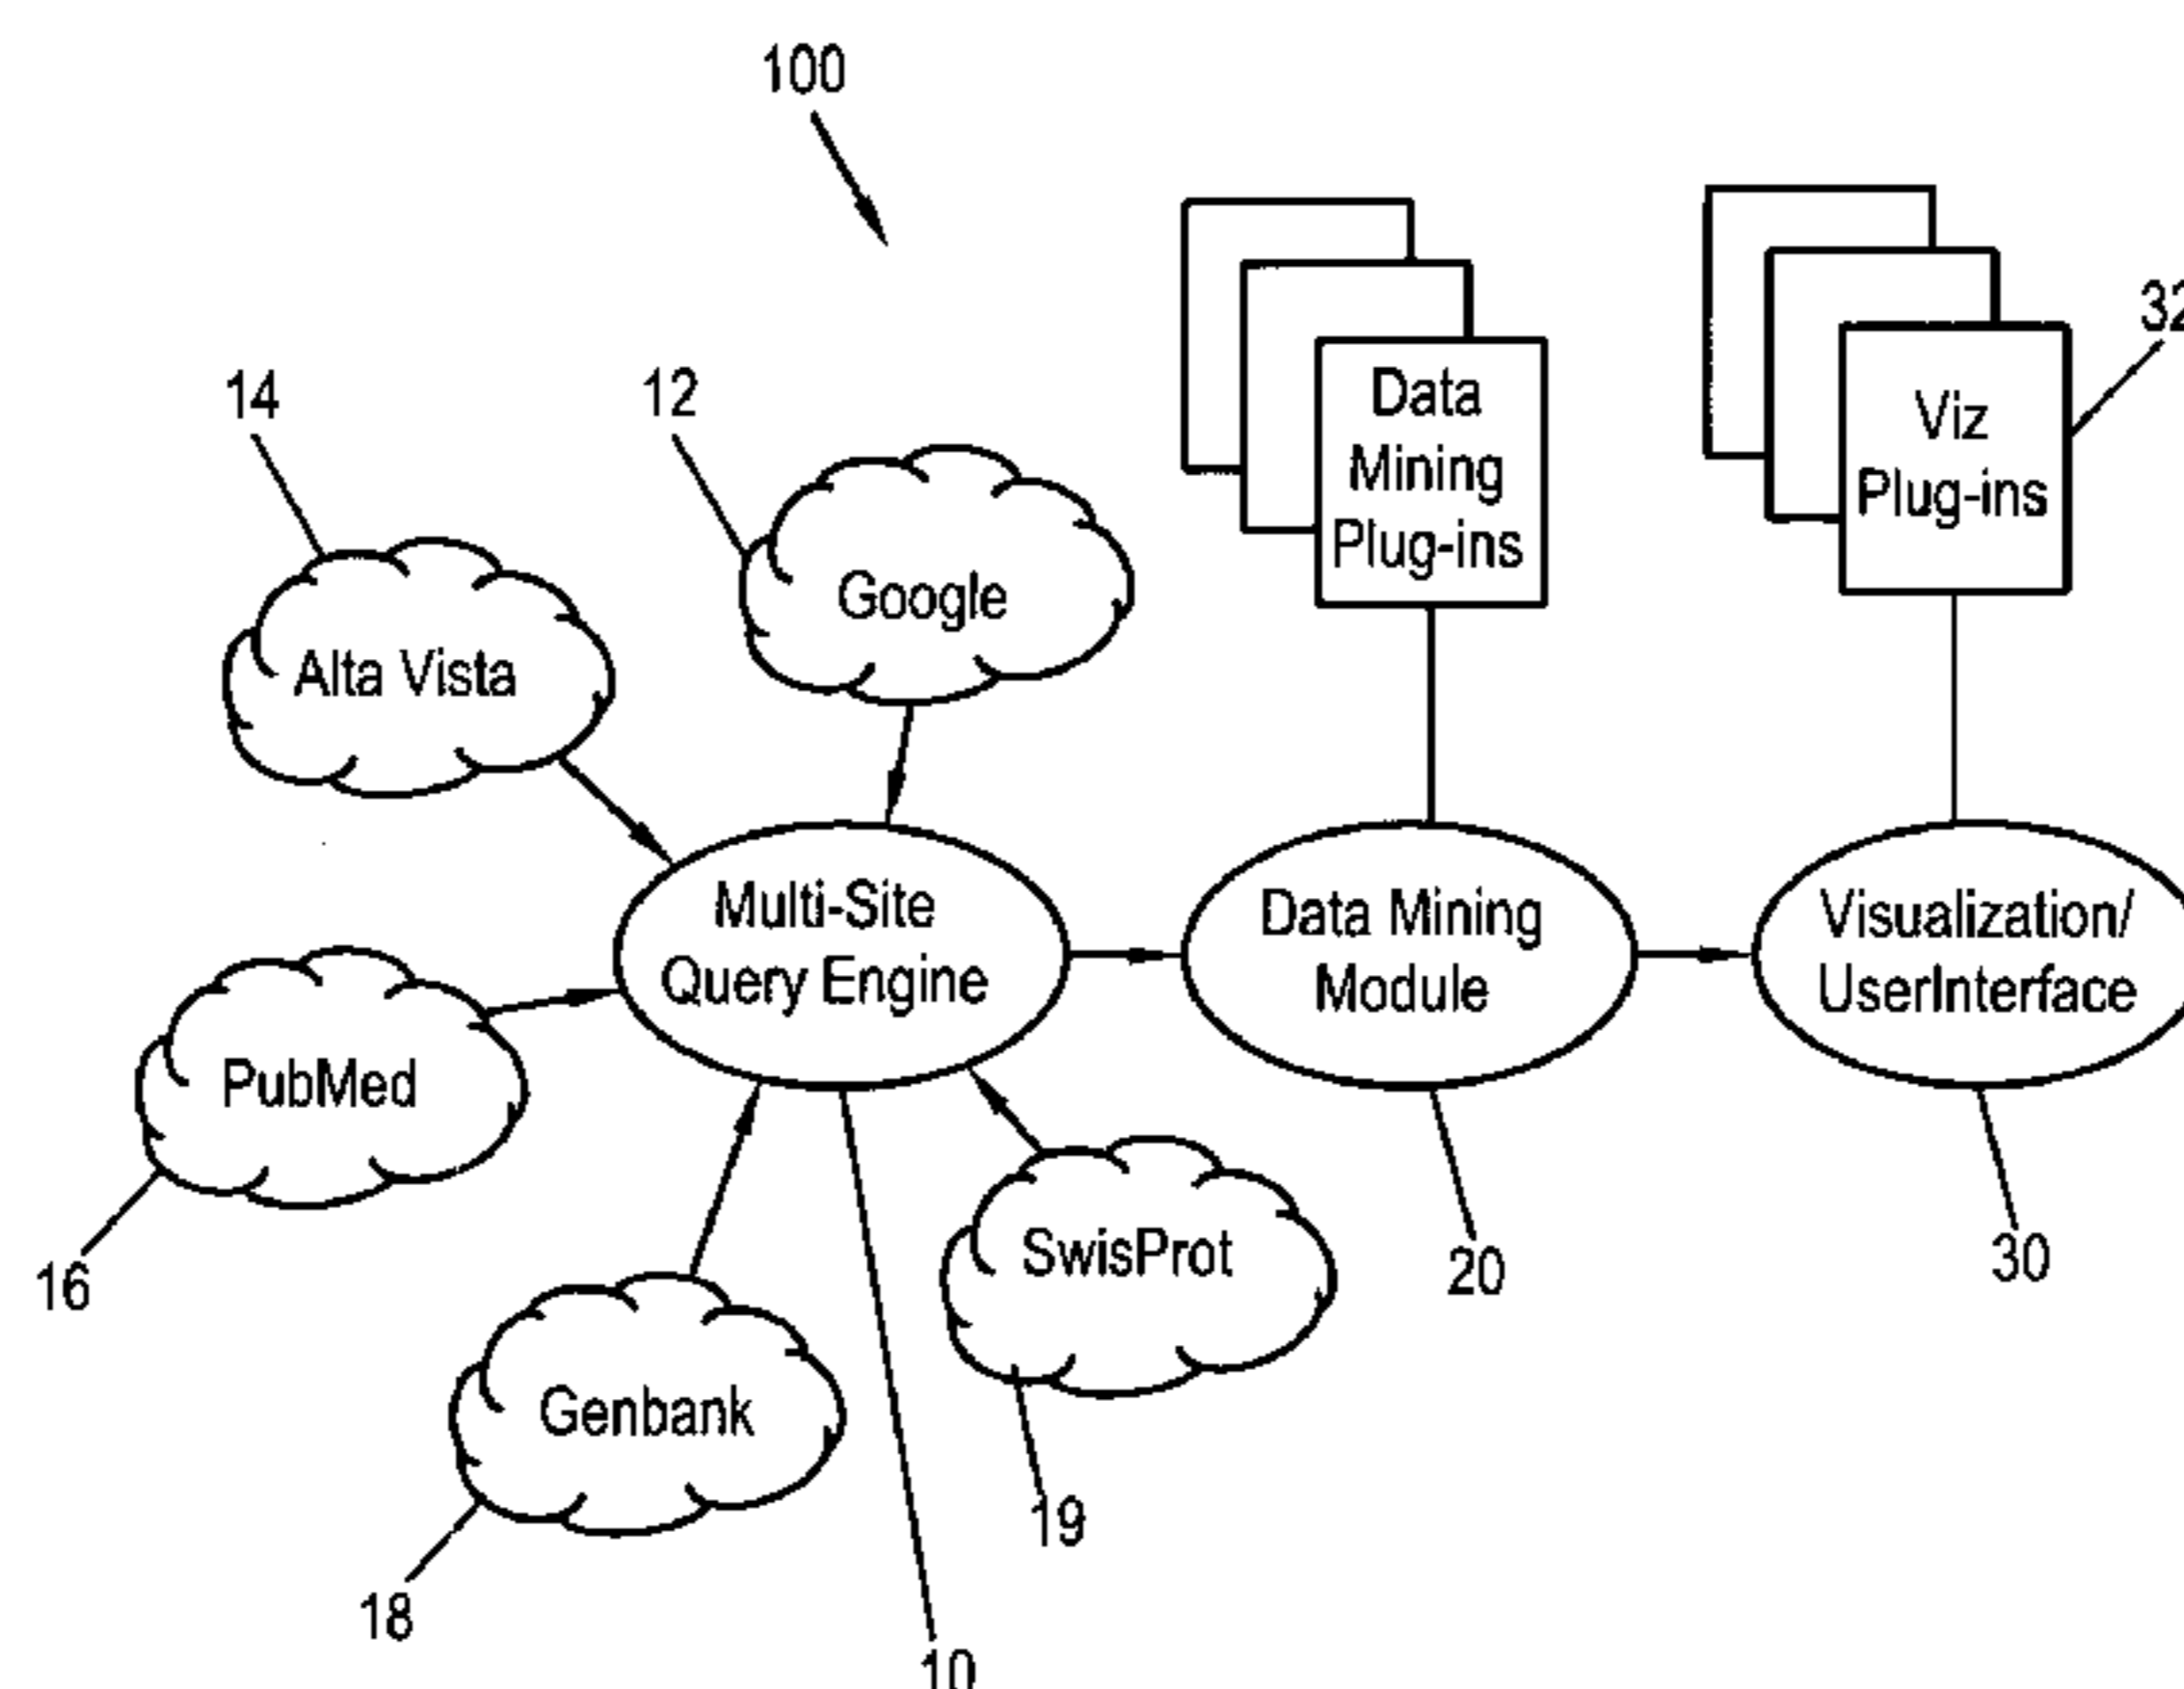 100
32
14
12
Data
Mining
Plug-ins
Viz
Plug-ins
Google
Alta Vista
Multi-Site
Query Engine
Data Mining
Module
Visualization/
UserInterface
PubMed
SwisProt
16
20
30
Genbank
19
18
10